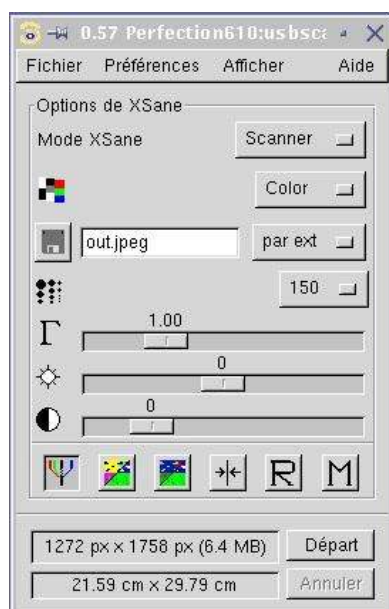 0.57 Perfection610:usbsca
Fichier Préférences Afficher Aide
Options de XSane
Mode XSane Scanner
Color
out.jpeg par ext
150
Γ 1.00
0
0
R M
1272 px x 1758 px (6.4 MB) Départ
21.59 cm x 29.79 cm Annuler